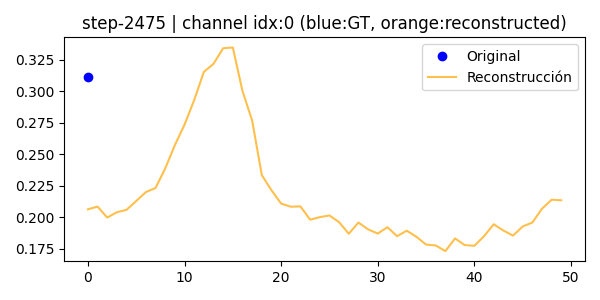 step-2475 | channel idx:0 (blue:GT, orange:reconstructed)
Original
Reconstrucción
0.325
0.300
0.275
0.250
0.225
0.200
0.175
0 10 20 30 40 50